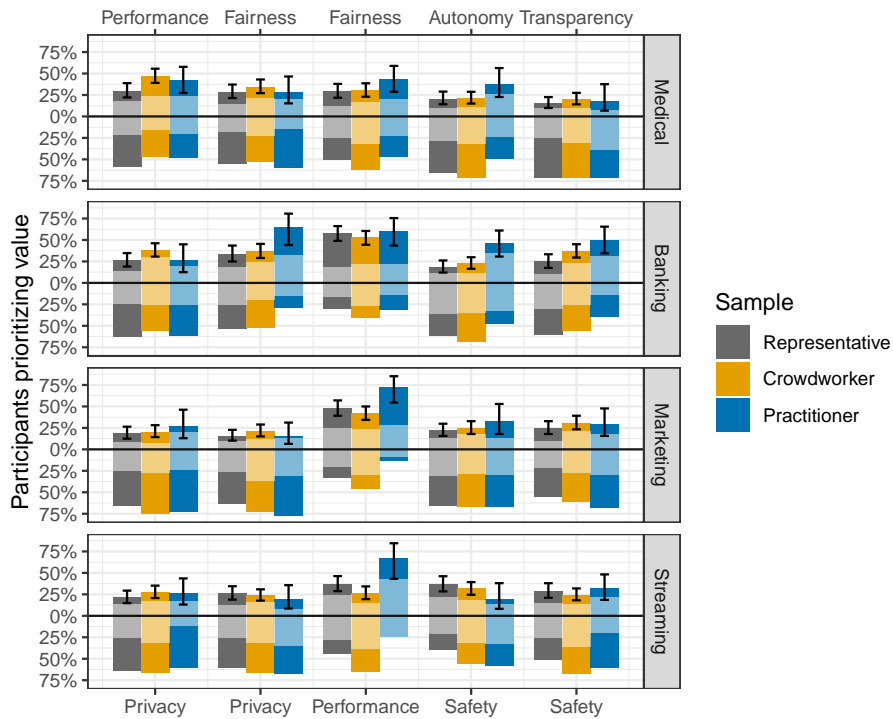 Performance Fairness Fairness Autonomy Transparency
Participants prioritizing value
75%
50%
25%
0%
25%
50%
75%
Medical
75%
50%
25%
0%
25%
50%
75%
Banking
75%
50%
25%
0%
25%
50%
75%
Marketing
75%
50%
25%
0%
25%
50%
75%
Streaming
Privacy Privacy Performance Safety Safety
Sample
Representative
Crowdworker
Practitioner